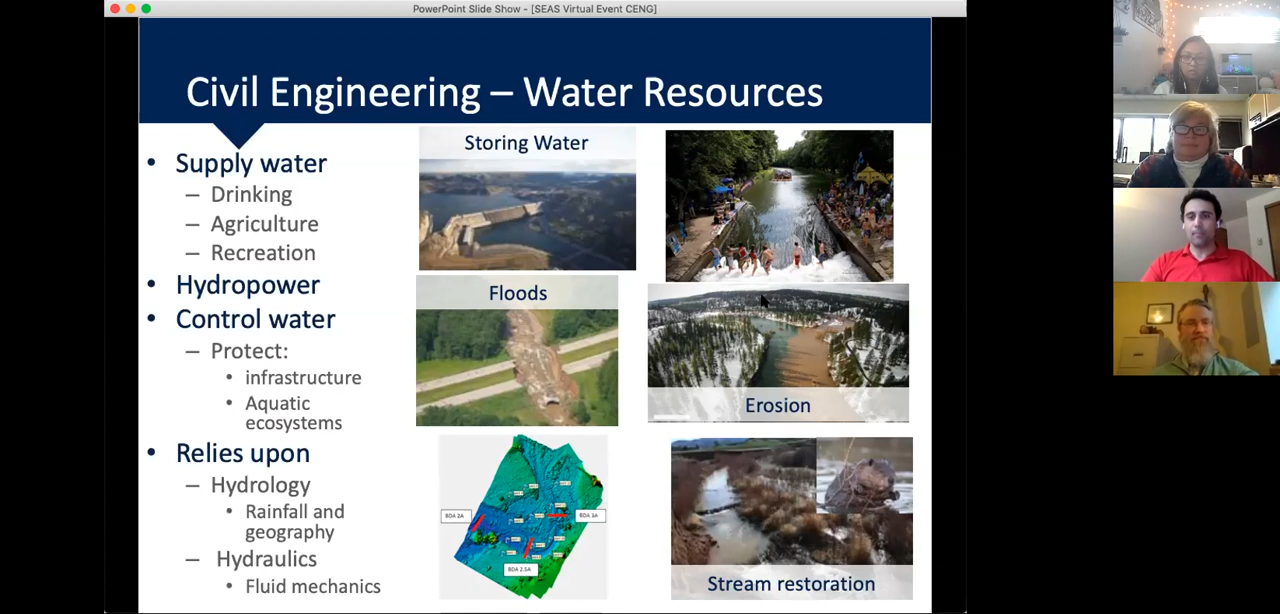 PowerPoint Slide Show - [SEAS Virtual Event CENG]
Civil Engineering – Water Resources
• Supply water
– Drinking
– Agriculture
– Recreation
• Hydropower
• Control water
– Protect:
• infrastructure
• Aquatic
ecosystems
• Relies upon
– Hydrology
• Rainfall and
geography
– Hydraulics
• Fluid mechanics
Storing Water
Floods
Erosion
BDA 2A
BDA 3A
BDA 2.5A
Stream restoration